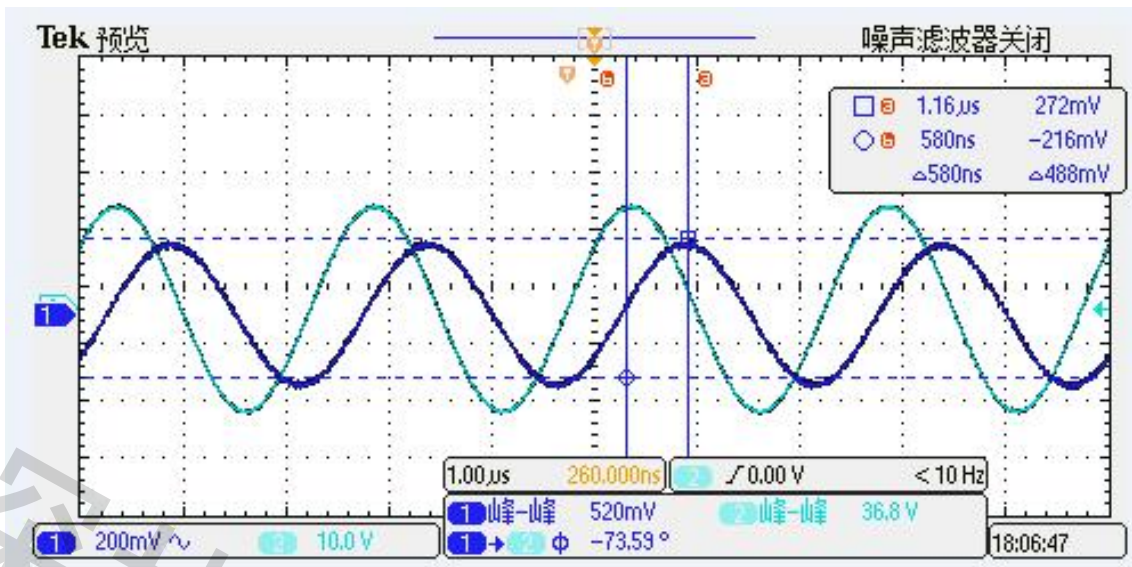 Tek 预览 噪声滤波器关闭
a 1.16µs 272mV
b 580ns -216mV
△580ns △488mV
1
1.00µs 260.000ns 2 0.00 V < 10 Hz
1 峰-峰 520mV 2 峰-峰 36.8 V
1 → 2 Φ -73.59 °
1 200mV 2 10.0 V
18:06:47